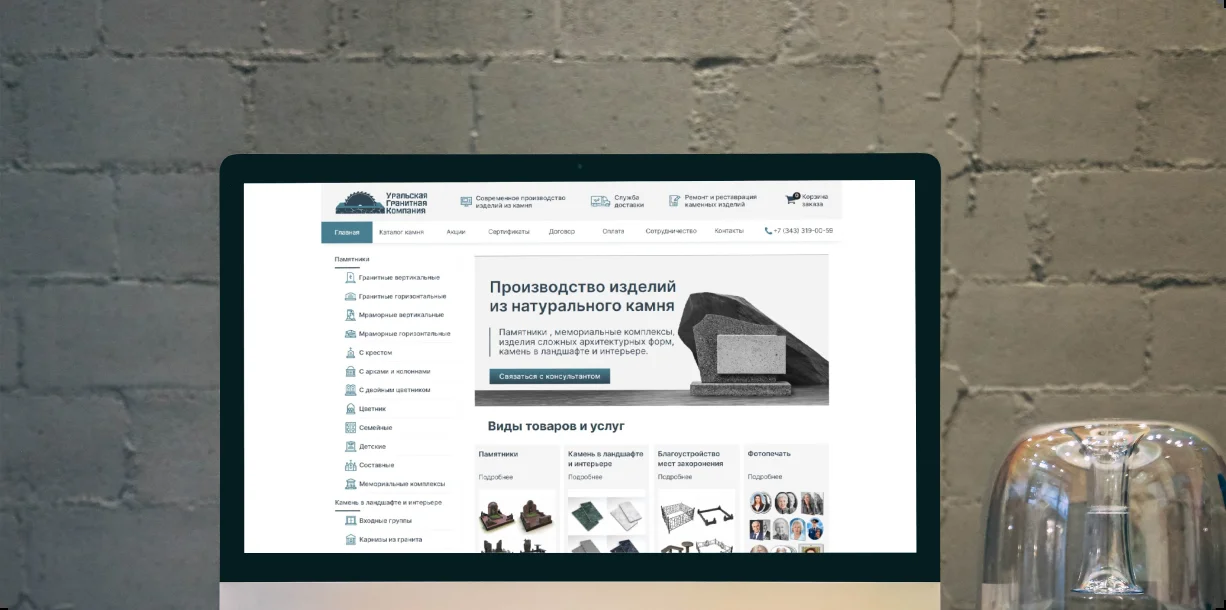 Уральская
Гранитная
Компания
Современное производство
изделий из камня
Служба
доставки
Ремонт и реставрация
каменных изделий
0
Корзина
заказа
Главная
Каталог камня
Акции
Сертификаты
Договор
Оплата
Сотрудничество
Контакты
+7 (343) 319-00-59
Памятники
Гранитные вертикальные
Гранитные горизонтальные
Мраморные вертикальные
Мраморные горизонтальные
С крестом
С арками и колоннами
С двойным цветником
Цветник
Семейные
Детские
Составные
Мемориальные комплексы
Камень в ландшафте и интерьере
Входные группы
Карнизы из гранита
Производство изделий
из натурального камня
Памятники , мемориальные комплексы,
изделия сложных архитектурных форм,
камень в ландшафте и интерьере.
Связаться с консультантом
Виды товаров и услуг
Памятники
Подробнее
Камень в ландшафте
и интерьере
Подробнее
Благоустройство
мест захоронения
Подробнее
Фотопечать
Подробнее